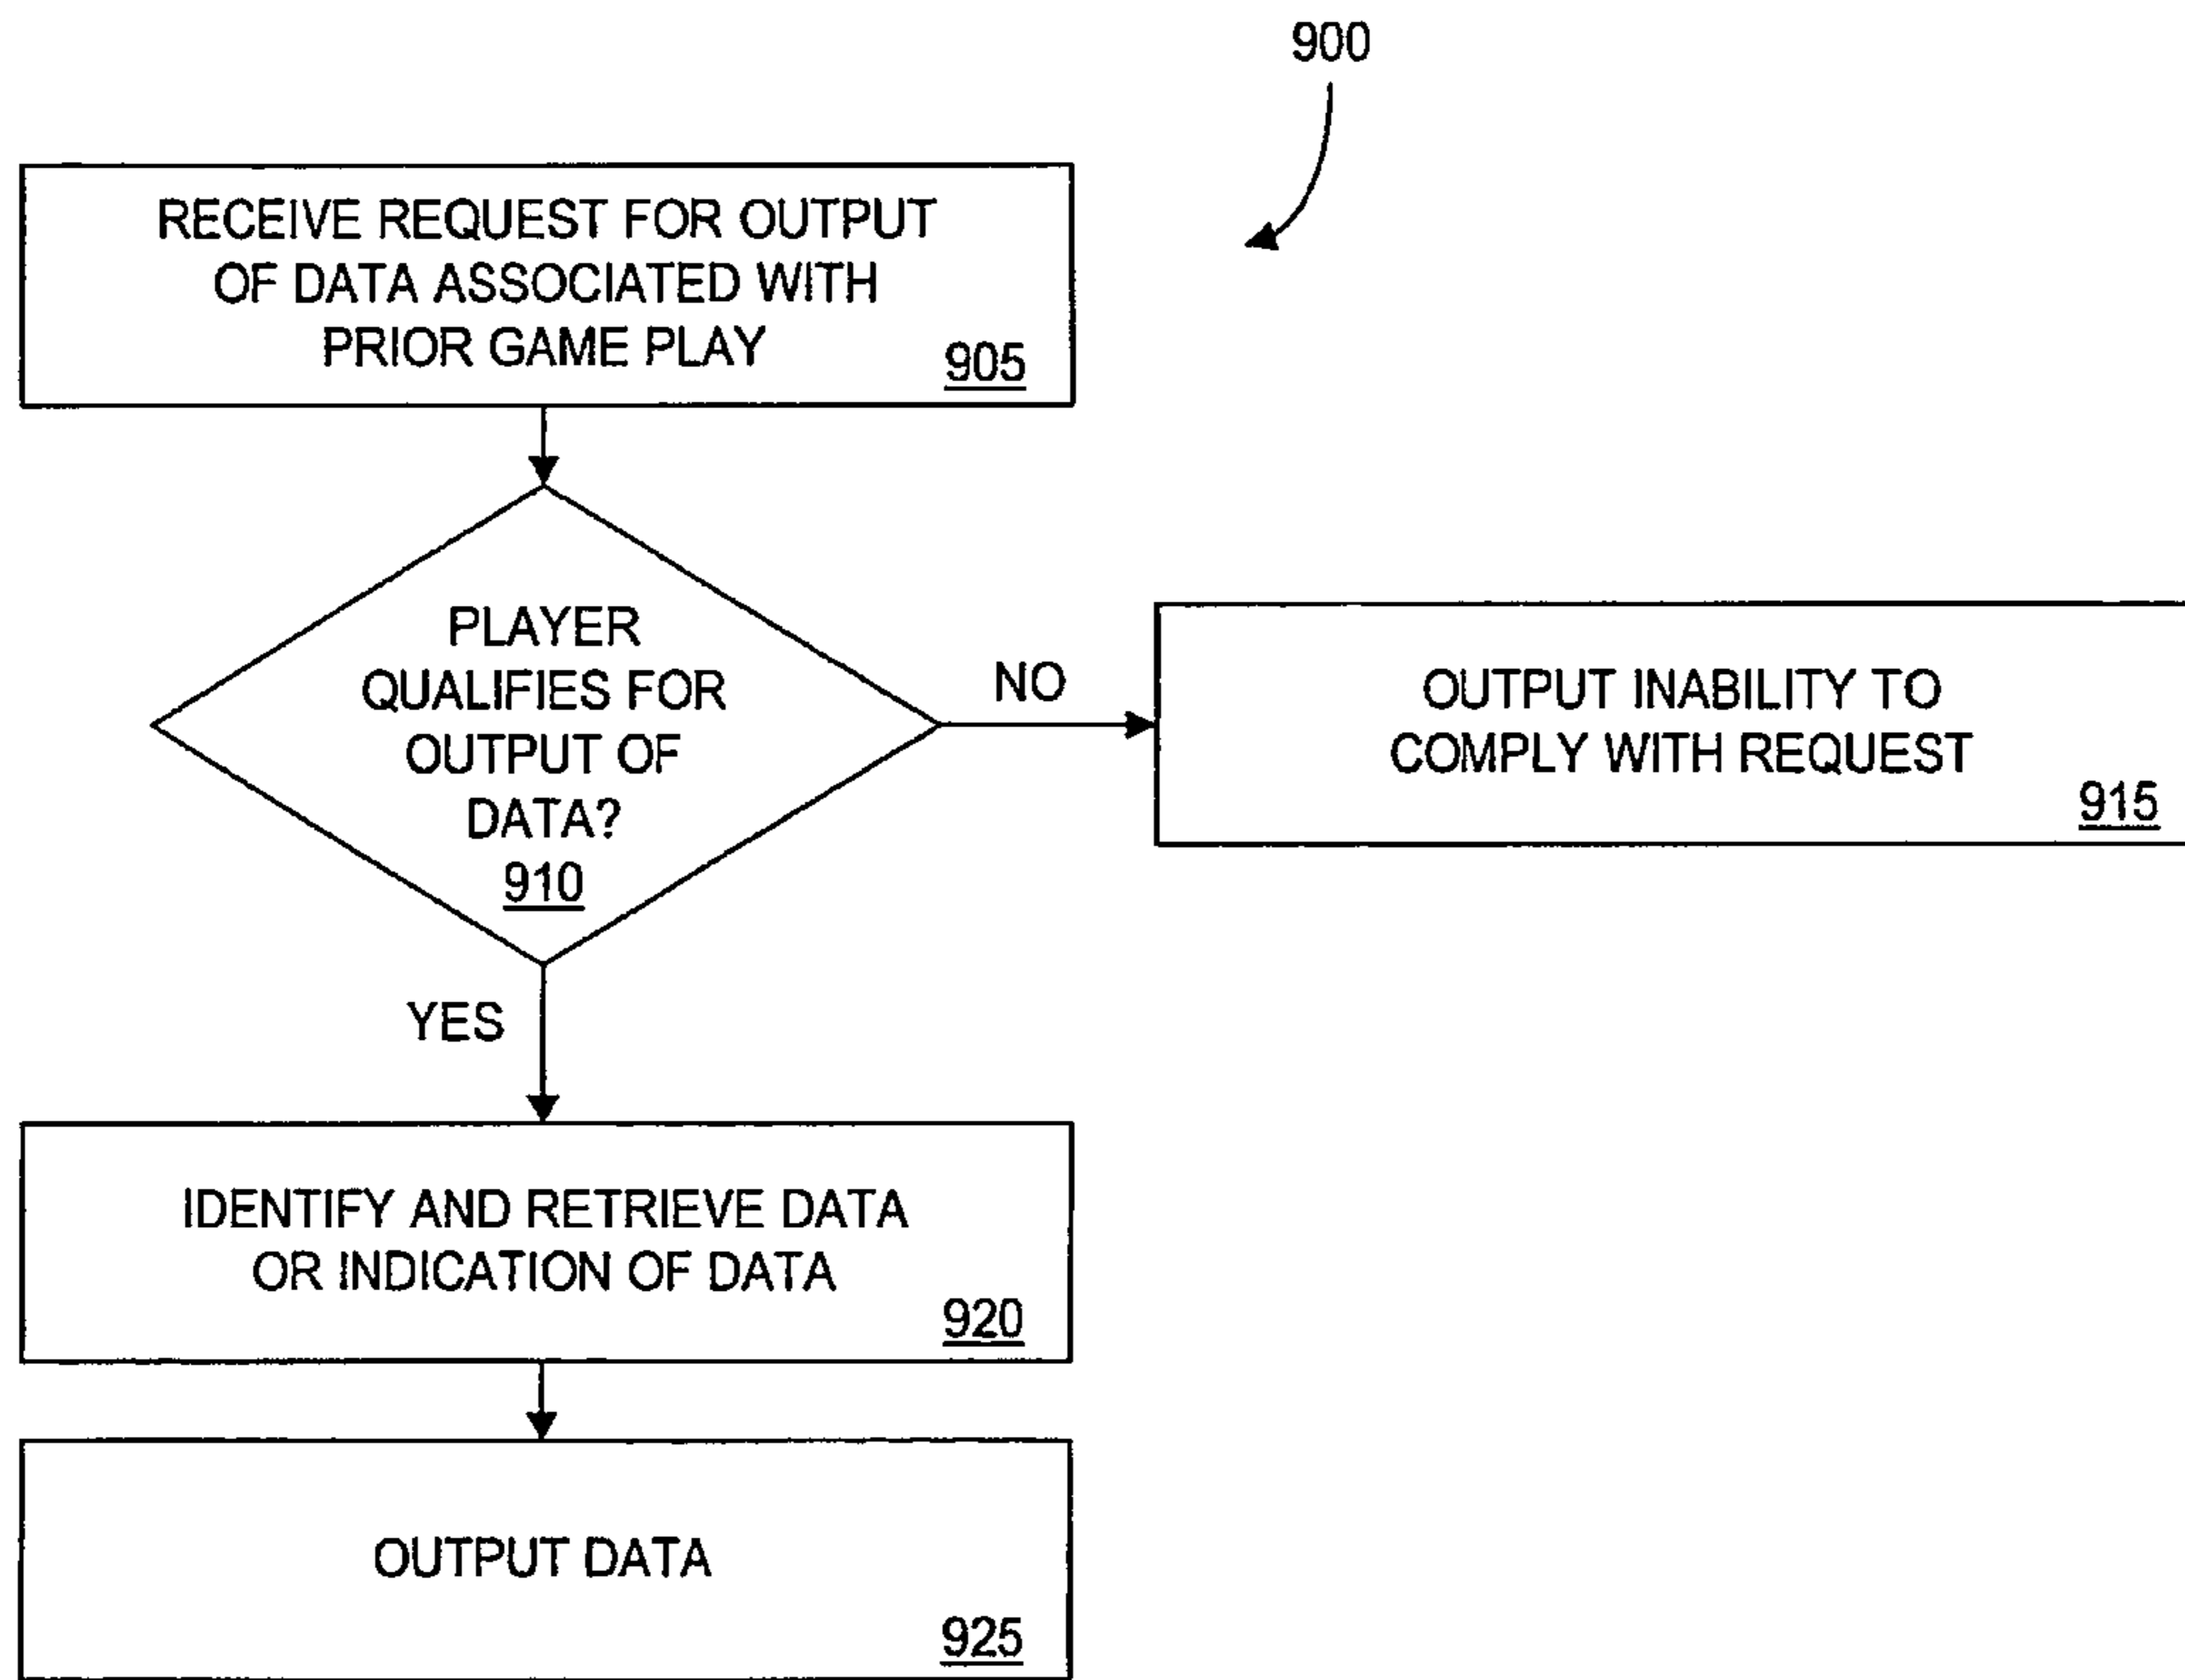 900
RECEIVE REQUEST FOR OUTPUT
OF DATA ASSOCIATED WITH
PRIOR GAME PLAY
905
PLAYER
QUALIFIES FOR
OUTPUT OF
DATA?
910
NO
OUTPUT INABILITY TO
COMPLY WITH REQUEST
915
YES
IDENTIFY AND RETRIEVE DATA
OR INDICATION OF DATA
920
OUTPUT DATA
925